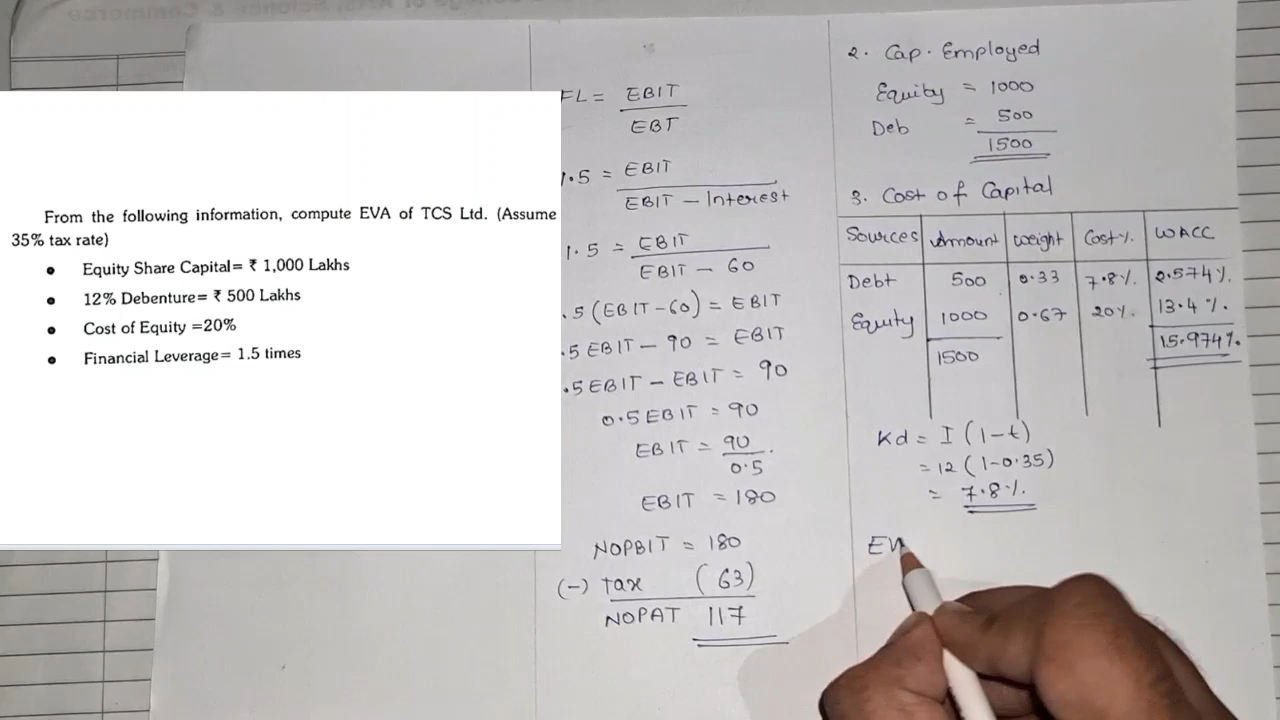 From the following information, compute EVA of TCS Ltd. (Assume
35% tax rate)
• Equity Share Capital= ₹ 1,000 Lakhs
• 12% Debenture= ₹ 500 Lakhs
• Cost of Equity =20%
• Financial Leverage= 1.5 times
FL = EBIT
EBT
1.5 = EBIT
EBIT - Interest
1.5 = EBIT
EBIT - 60
.5 (EBIT-60) = EBIT
.5 EBIT - 90 = EBIT
.5EBIT - EBIT = 90
0.5 EBIT = 90
EBIT = 90
0.5
EBIT = 180
NOPBIT = 180
(-) tax (63)
NOPAT 117
2. Cap. Employed
Equity = 1000
Deb = 500
1500
3. Cost of Capital
Sources Amount weight Cost% WACC
Debt 500 0.33 7.8% 2.574%
Equity 1000 0.67 20% 13.4%
1500 15.974%
Kd = I (1-t)
= 12 (1-0.35)
= 7.8%
EV